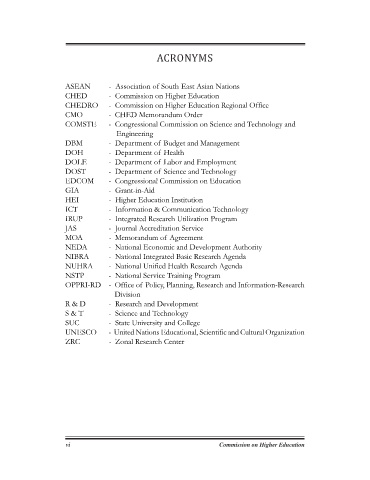 ACRONYMS
ASEAN - Association of South East Asian Nations
CHED - Commission on Higher Education
CHEDRO - Commission on Higher Education Regional Office
CMO - CHED Memorandum Order
COMSTE - Congressional Commission on Science and Technology and
Engineering
DBM - Department of Budget and Management
DOH - Department of Health
DOLE - Department of Labor and Employment
DOST - Department of Science and Technology
EDCOM - Congressional Commission on Education
GIA - Grant-in-Aid
HEI - Higher Education Institution
ICT - Information & Communication Technology
IRUP - Integrated Research Utilization Program
JAS - Journal Accreditation Service
MOA - Memorandum of Agreement
NEDA - National Economic and Development Authority
NIBRA - National Integrated Basic Research Agenda
NUHRA - National Unified Health Research Agenda
NSTP - National Service Training Program
OPPRI-RD - Office of Policy, Planning, Research and Information-Research
Division
R & D - Research and Development
S & T - Science and Technology
SUC - State University and College
UNESCO - United Nations Educational, Scientific and Cultural Organization
ZRC - Zonal Research Center
vi Commission on Higher Education